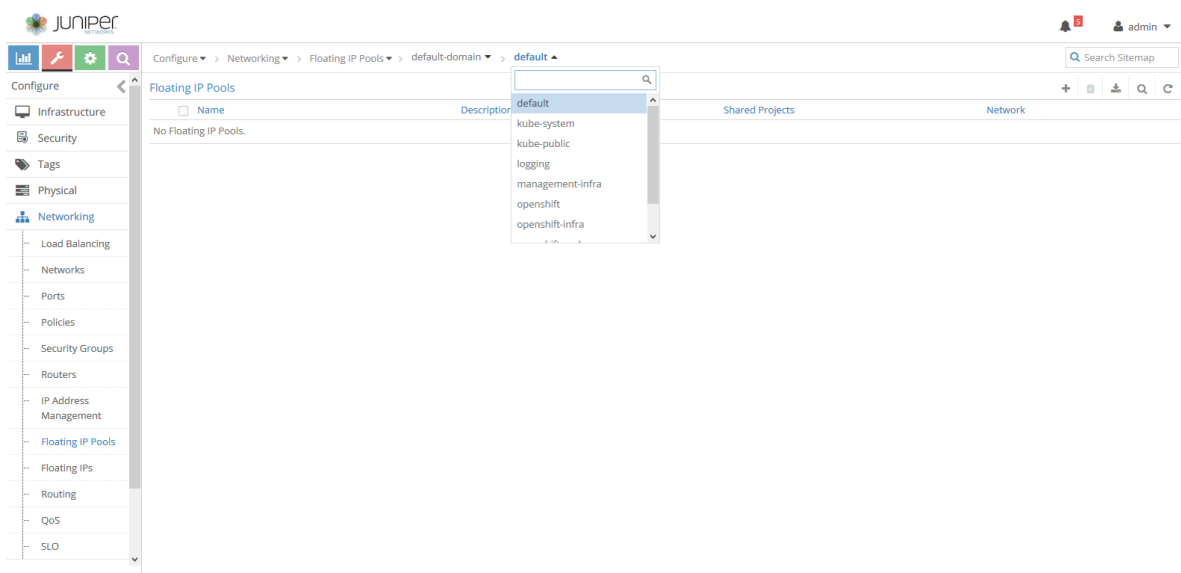 JUNIPER
NETWORKS
5
admin
Configure > Networking > Floating IP Pools > default-domain > default
Search Sitemap
Configure
Floating IP Pools
Infrastructure
Name Description Shared Projects Network
default
No Floating IP Pools.
kube-system
kube-public
logging
management-infra
openshift
openshift-infra
Security
Tags
Physical
Networking
Load Balancing
Networks
Ports
Policies
Security Groups
Routers
IP Address
Management
Floating IP Pools
Floating IPs
Routing
QoS
SLO